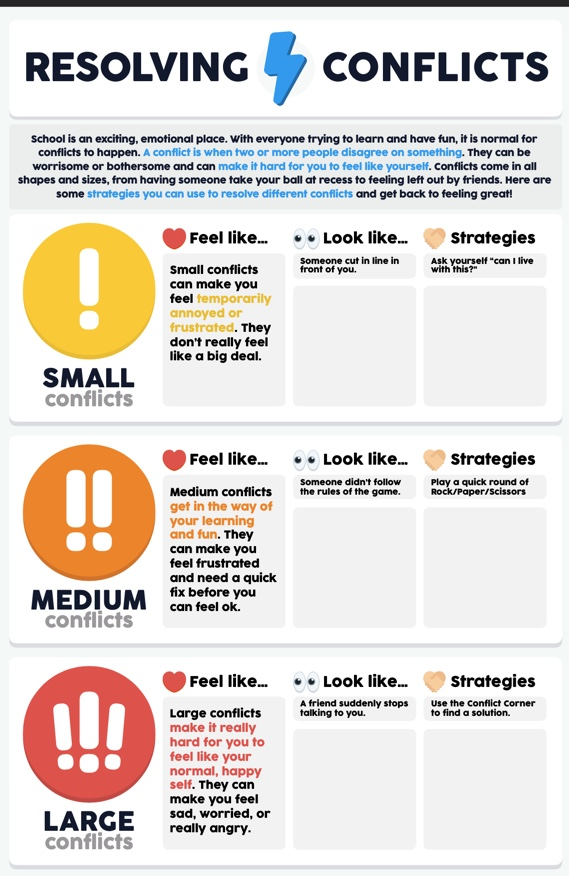 RESOLVING CONFLICTS
School is an exciting, emotional place. With everyone trying to learn and have fun, it is normal for
conflicts to happen. A conflict is when two or more people disagree on something. They can be
worrisome or bothersome and can make it hard for you to feel like yourself. Conflicts come in all
shapes and sizes, from having someone take your ball at recess to feeling left out by friends. Here are
some strategies you can use to resolve different conflicts and get back to feeling great!
!
SMALL
conflicts
Feel like...
Small conflicts
can make you
feel temporarily
annoyed or
frustrated. They
don't really feel
like a big deal.
Look like...
Someone cut in line in
front of you.
Strategies
Ask yourself "can I live
with this?"
!!
MEDIUM
conflicts
Feel like...
Medium conflicts
get in the way of
your learning
and fun. They
can make you
feel frustrated
and need a quick
fix before you
can feel ok.
Look like...
Someone didn't follow
the rules of the game.
Strategies
Play a quick round of
Rock/Paper/Scissors
!!!
LARGE
conflicts
Feel like...
Large conflicts
make it really
hard for you to
feel like your
normal, happy
self. They can
make you feel
sad, worried, or
really angry.
Look like...
A friend suddenly stops
talking to you.
Strategies
Use the Conflict Corner
to find a solution.